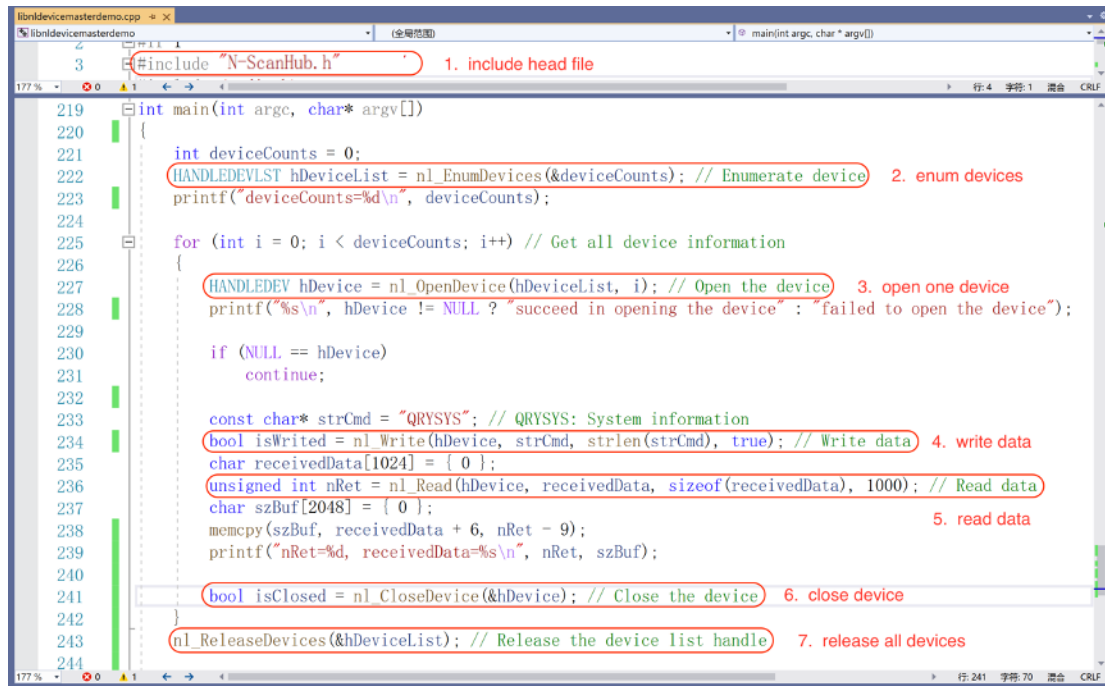 libnldevicemasterdemo.cpp
libnldevicemasterdemo (全局范围) main(int argc, char * argv[])
2 #if 1
3 #include "N-ScanHub.h" 1. include head file
177 % 0 1 行: 4 字符: 1 混合 CRLF
219 int main(int argc, char* argv[])
220 {
221 int deviceCounts = 0;
222 HANDLEDEVLST hDeviceList = nl_EnumDevices(&deviceCounts); // Enumerate device 2. enum devices
223 printf("deviceCounts=%d\n", deviceCounts);
224
225 for (int i = 0; i < deviceCounts; i++) // Get all device information
226 {
227 HANDLEDEV hDevice = nl_OpenDevice(hDeviceList, i); // Open the device 3. open one device
228 printf("%s\n", hDevice != NULL ? "succeed in opening the device" : "failed to open the device");
229
230 if (NULL == hDevice)
231 continue;
232
233 const char* strCmd = "QRYSYS"; // QRYSYS: System information
234 bool isWrited = nl_Write(hDevice, strCmd, strlen(strCmd), true); // Write data 4. write data
235 char receivedData[1024] = { 0 };
236 unsigned int nRet = nl_Read(hDevice, receivedData, sizeof(receivedData), 1000); // Read data
237 char szBuf[2048] = { 0 };
5. read data
238 memcpy(szBuf, receivedData + 6, nRet - 9);
239 printf("nRet=%d, receivedData=%s\n", nRet, szBuf);
240
241 bool isClosed = nl_CloseDevice(&hDevice); // Close the device 6. close device
242 }
243 nl_ReleaseDevices(&hDeviceList); // Release the device list handle 7. release all devices
244
177 % 0 1 行: 241 字符: 70 混合 CRLF